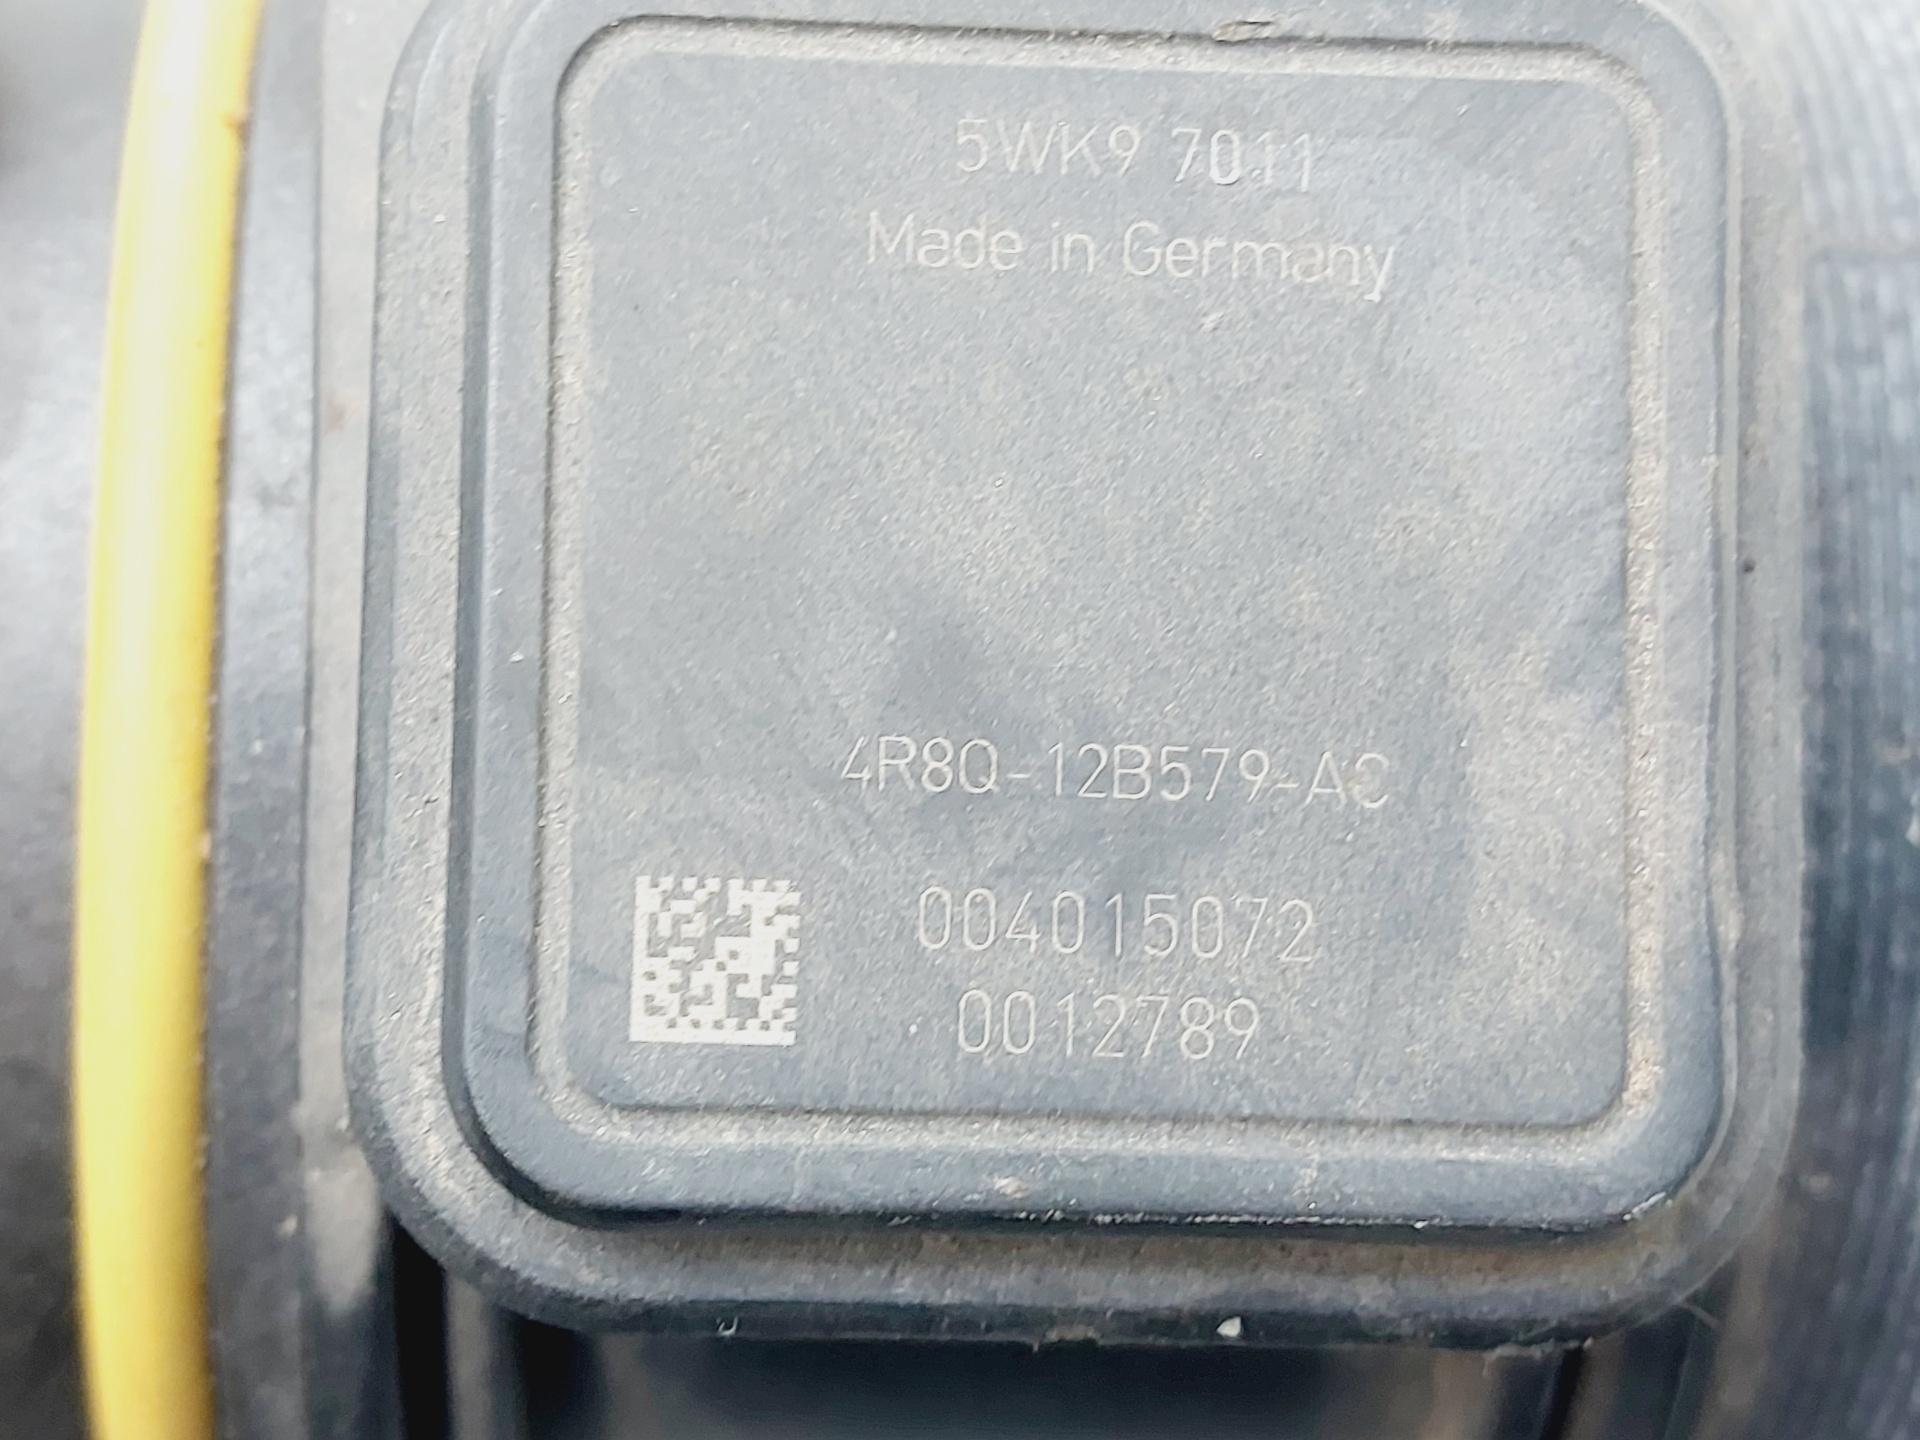 5WK9 7011
Made in Germany
4R8Q-12B579-AC
004015072
0012789